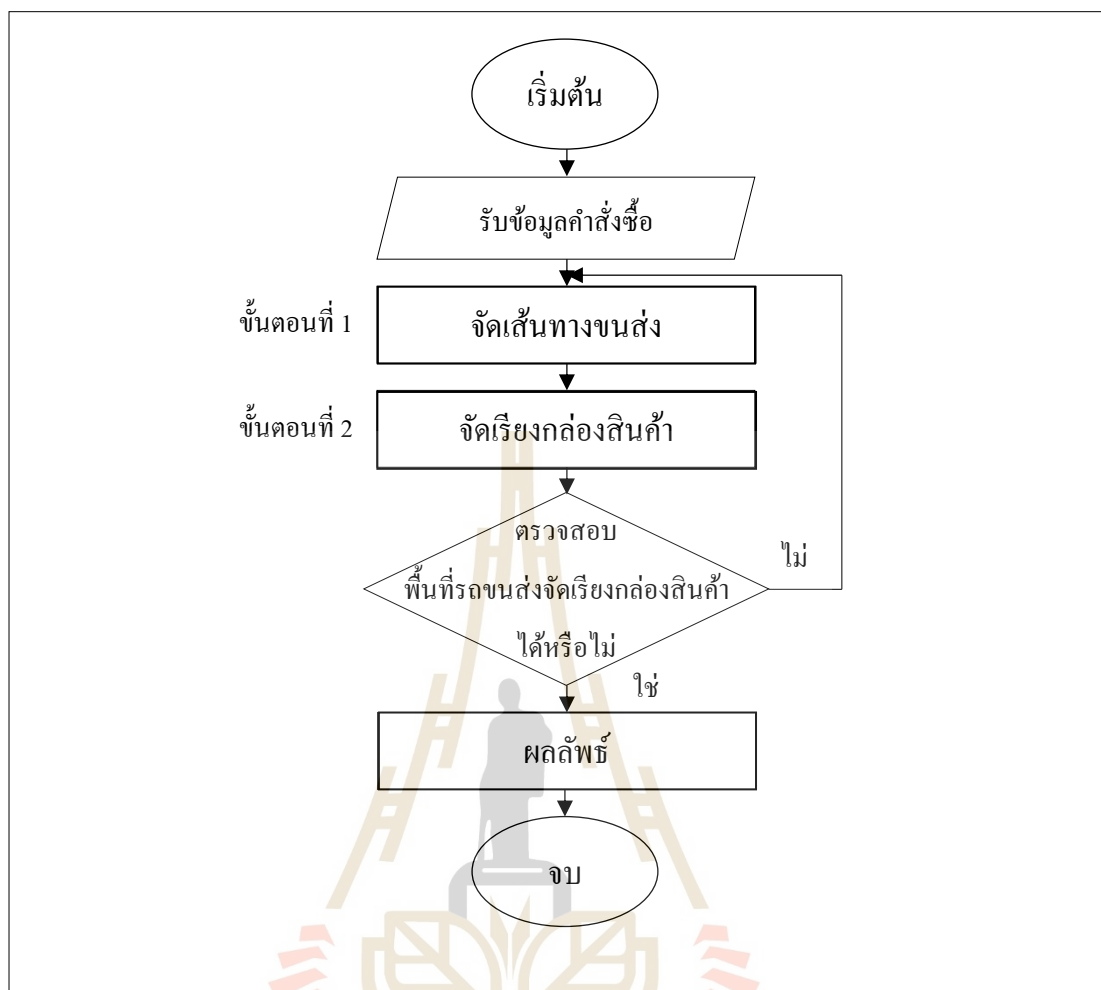 เริ่มต้น
รับข้อมูลคำสั่งซื้อ
ขั้นตอนที่ 1
จัดเส้นทางขนส่ง
ขั้นตอนที่ 2
จัดเรียงกล่องสินค้า
ตรวจสอบ
ไม่
พื้นที่รถขนส่งจัดเรียงกล่องสินค้า
ได้หรือไม่
ใช่
ผลลัพธ์
จบ